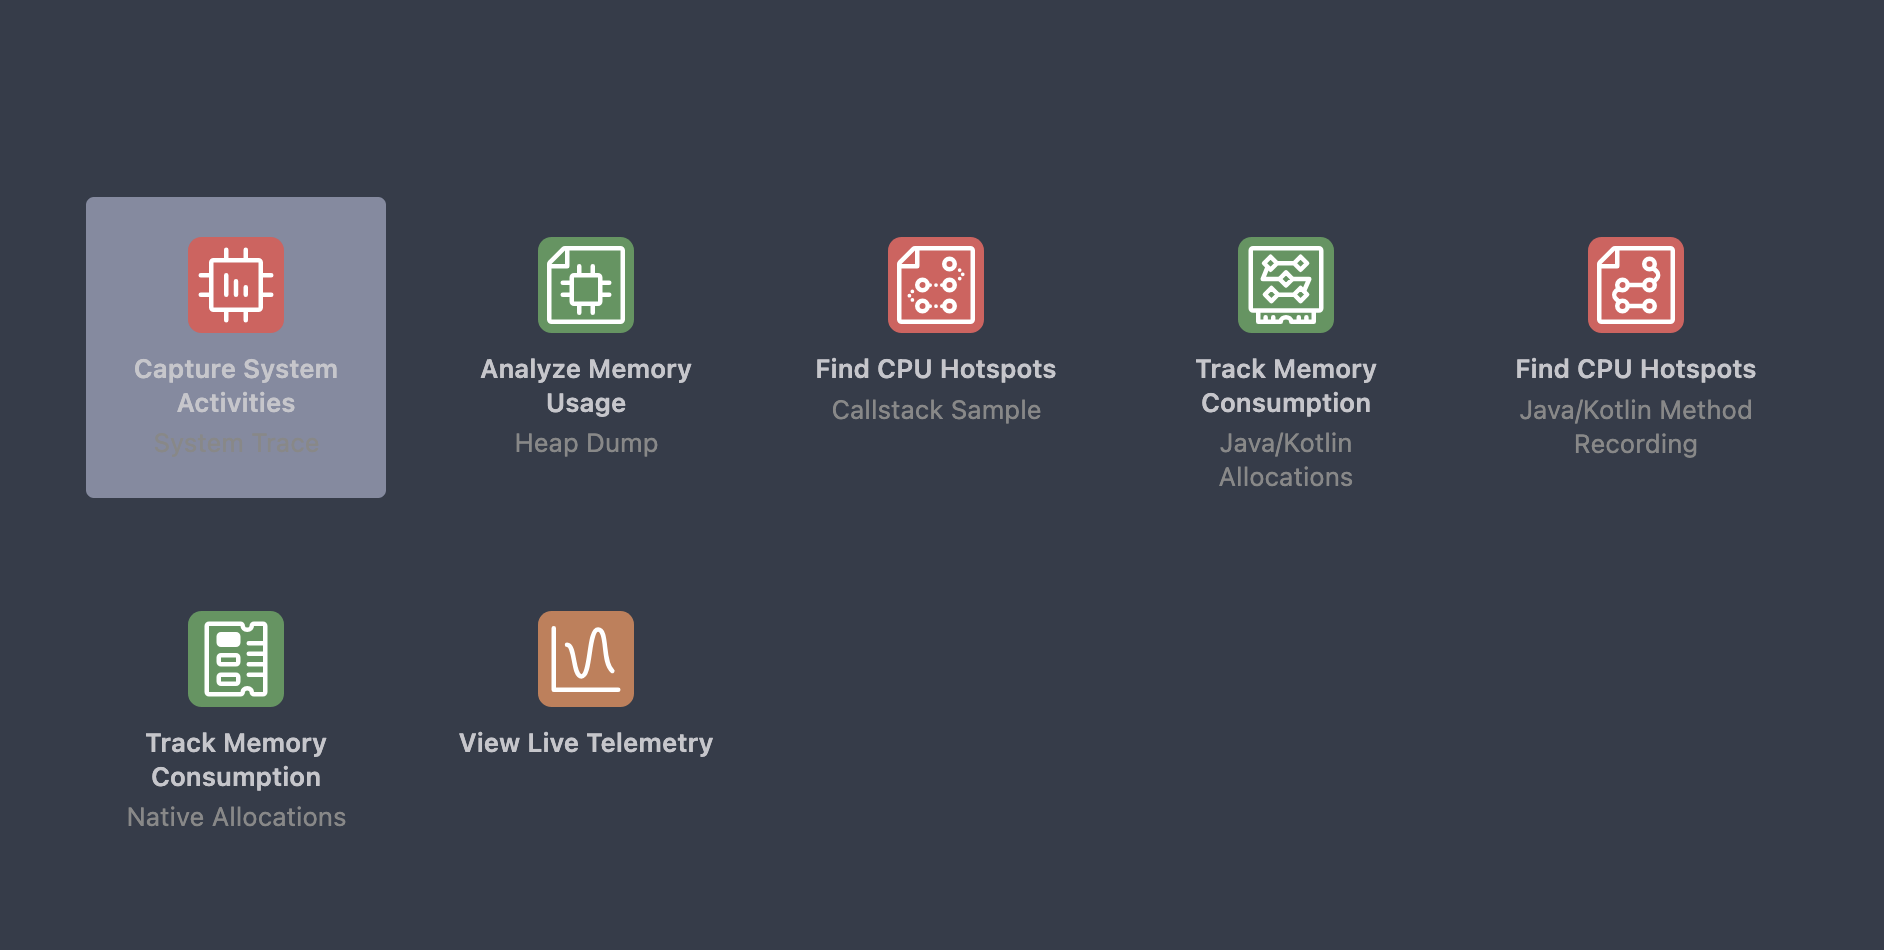 Capture System
Activities
System Trace
Analyze Memory
Usage
Heap Dump
Find CPU Hotspots
Callstack Sample
Track Memory
Consumption
Java/Kotlin
Allocations
Find CPU Hotspots
Java/Kotlin Method
Recording
Track Memory
Consumption
Native Allocations
View Live Telemetry